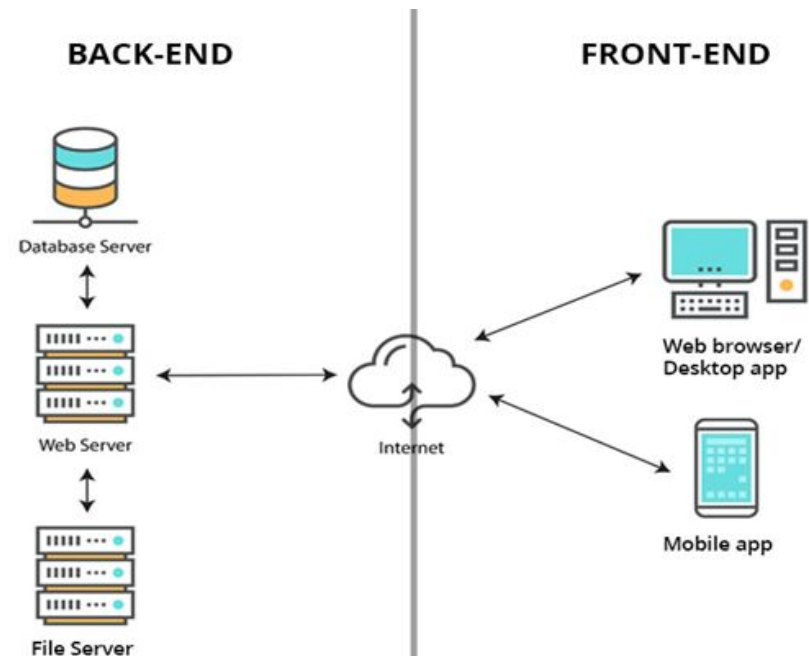 BACK-END
FRONT-END
Database Server
Web Server
File Server
Internet
Web browser/
Desktop app
Mobile app